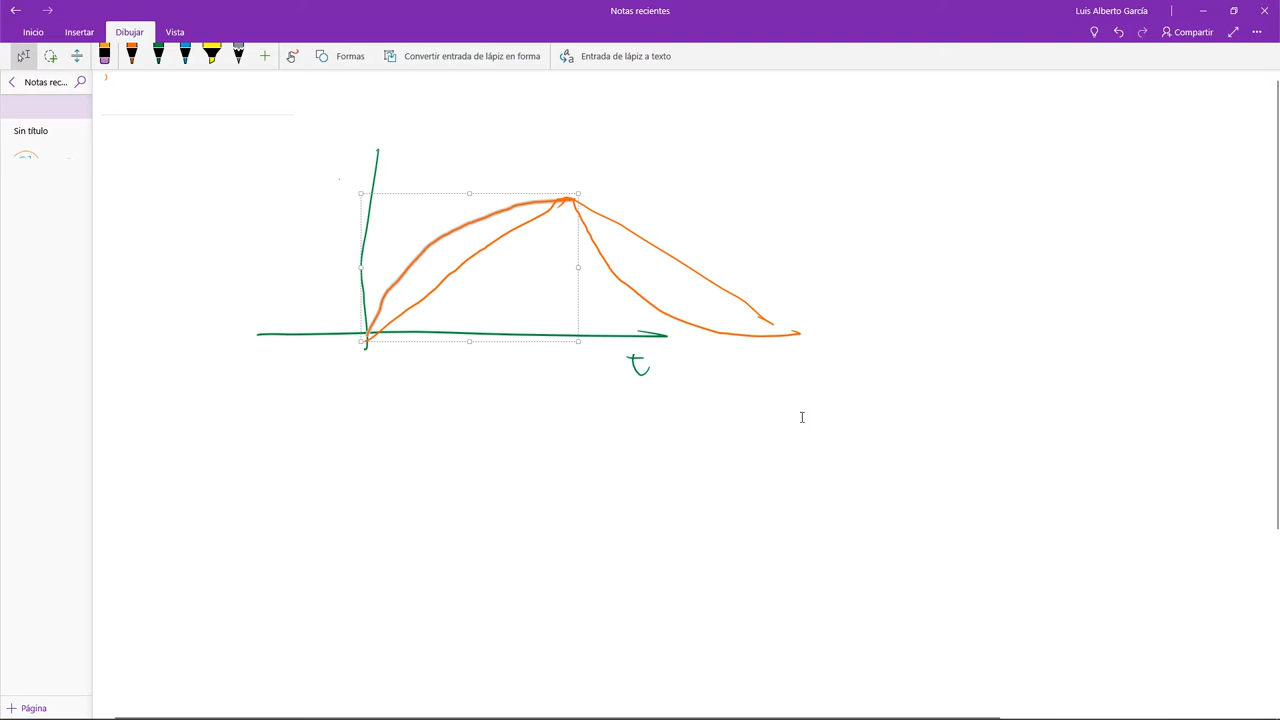 Notas recientes
Luis Alberto García
Inicio Insertar Dibujar Vista
Compartir
Formas Convertir entrada de lápiz en forma Entrada de lápiz a texto
Notas rec...
Sin título
t
Página